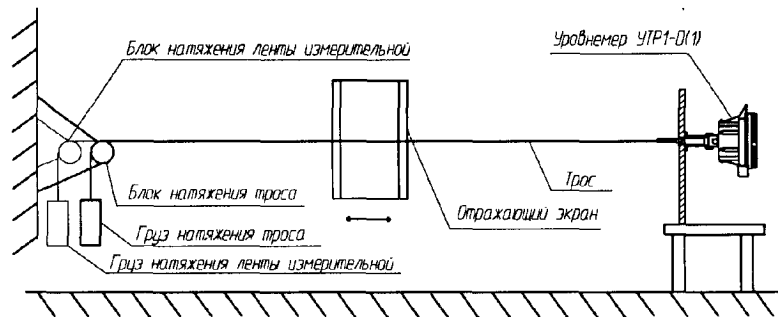 Блок натяжения ленты измерительной
Уровнемер УТР1-D(1)
Трос
Блок натяжения троса
Отражающий экран
Груз натяжения троса
Груз натяжения ленты измерительной